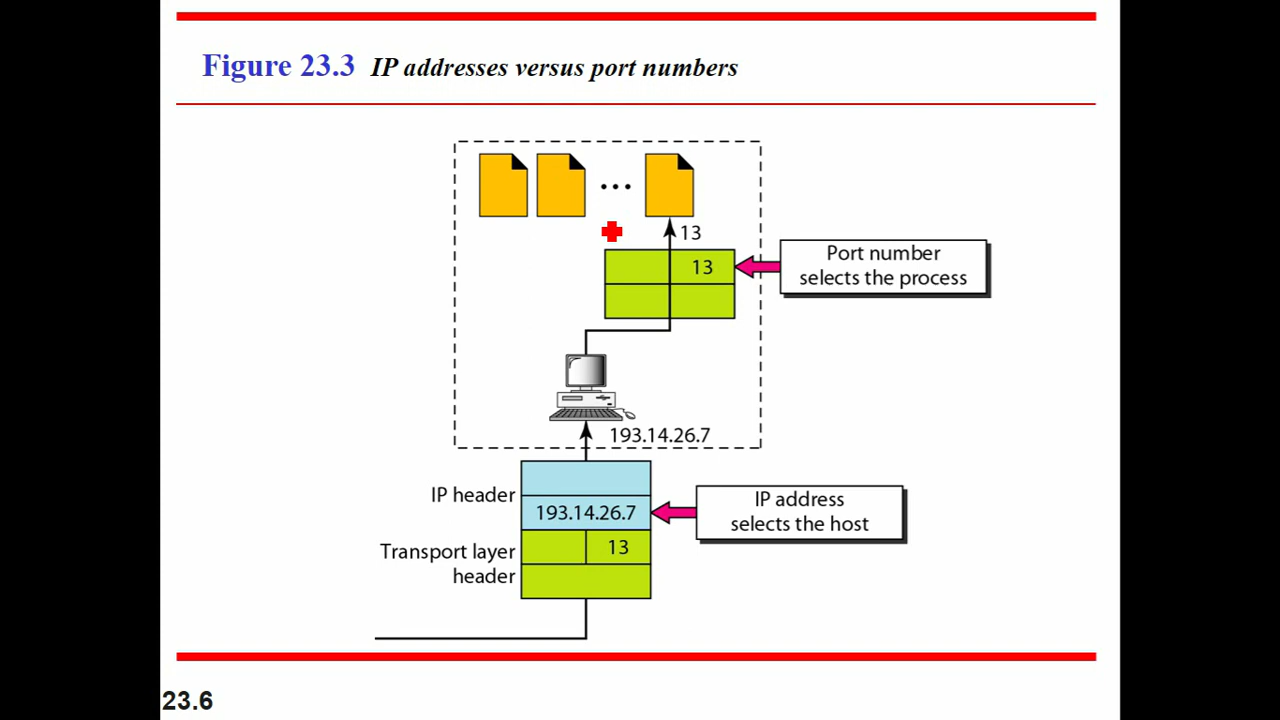 Figure 23.3 IP addresses versus port numbers
13
13
Port number
selects the process
193.14.26.7
IP header
193.14.26.7
IP address
selects the host
Transport layer
header
13
23.6